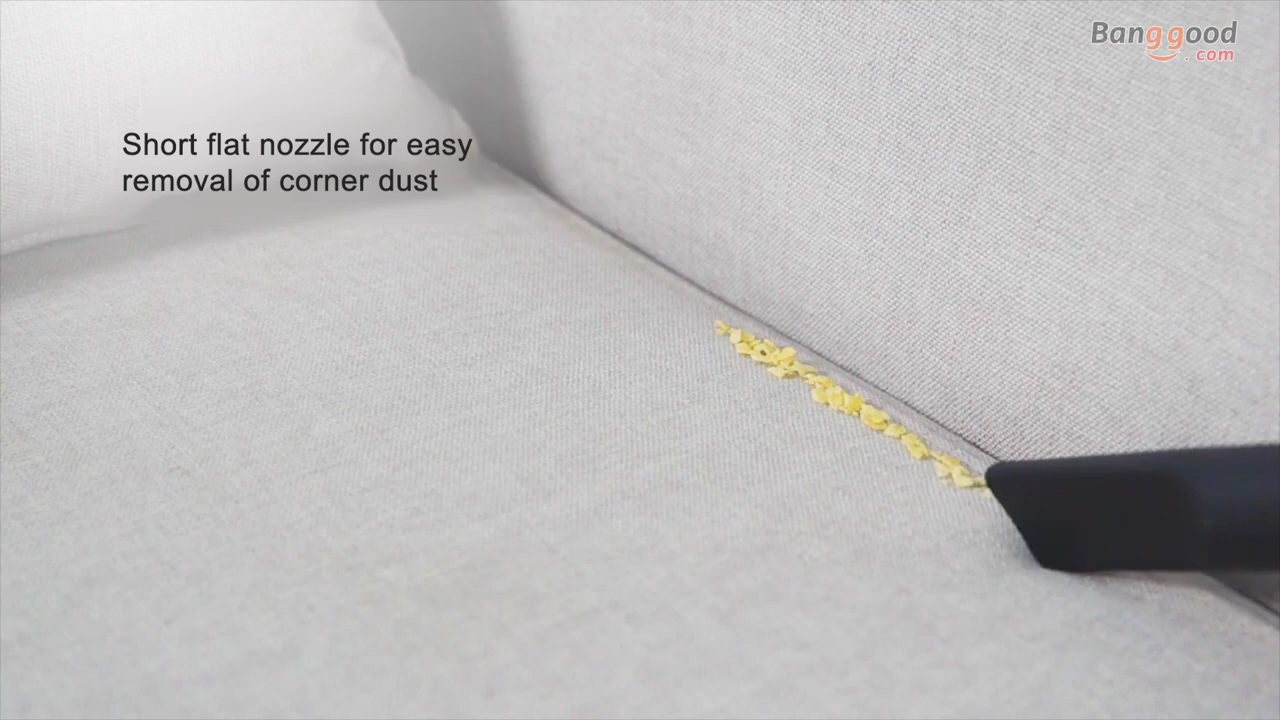 Banggood
.com
Short flat nozzle for easy
removal of corner dust